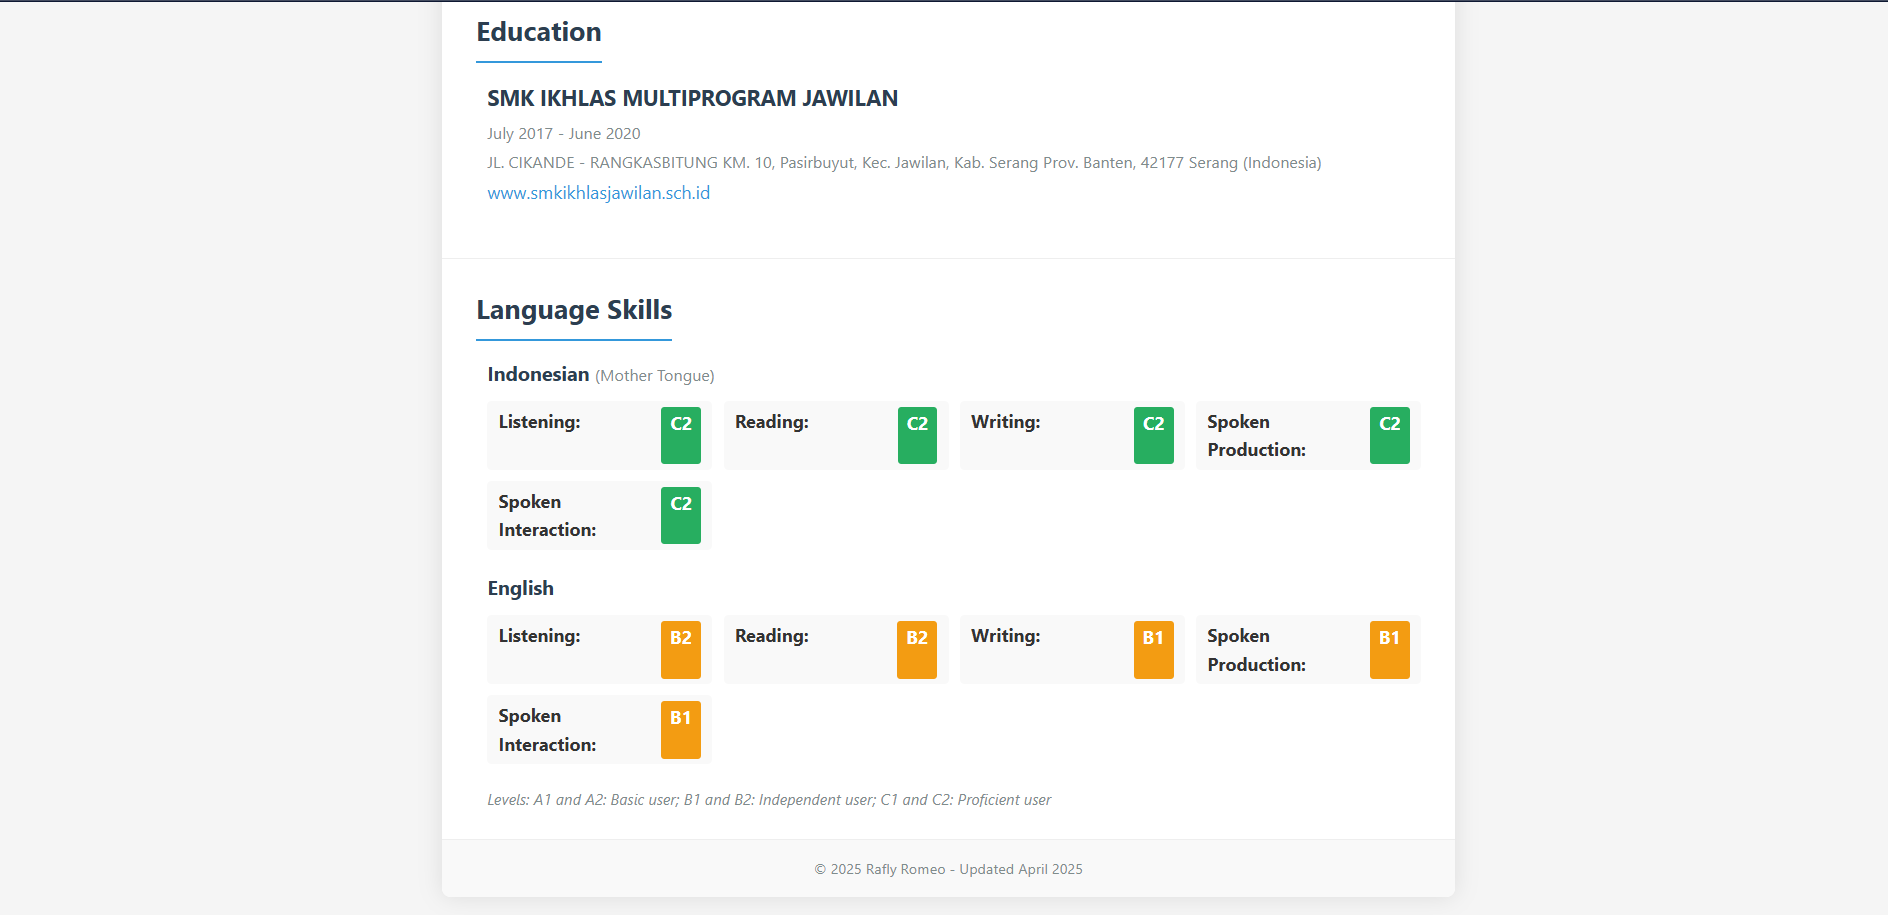 Education
SMK IKHLAS MULTIPROGRAM JAWILAN
July 2017 - June 2020
JL. CIKANDE - RANGKASBITUNG KM. 10, Pasirbuyut, Kec. Jawilan, Kab. Serang Prov. Banten, 42177 Serang (Indonesia)
www.smkikhlasjawilan.sch.id
Language Skills
Indonesian (Mother Tongue)
Listening: C2
Reading: C2
Writing: C2
Spoken
Production: C2
Spoken
Interaction: C2
English
Listening: B2
Reading: B2
Writing: B1
Spoken
Production: B1
Spoken
Interaction: B1
Levels: A1 and A2: Basic user; B1 and B2: Independent user; C1 and C2: Proficient user
© 2025 Rafly Romeo - Updated April 2025